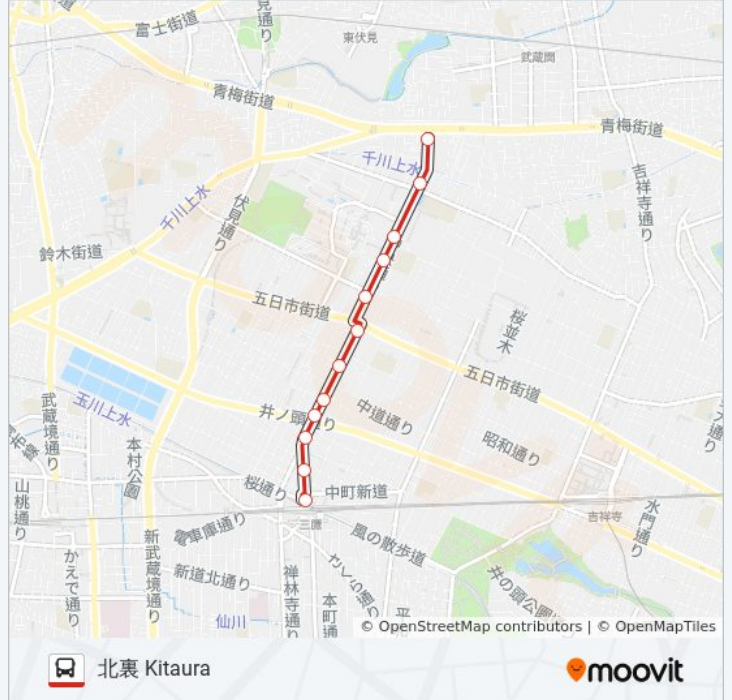 富士街道
見通り
東伏見
武蔵関
青梅街道
青梅街道
千川上水
吉祥寺通り
千川上水
伏見通り
鈴木街道
五日市街道
桜並木
五日市街道
玉川上水
武蔵境通り
井ノ頭
り
中道通り
昭和通り
本村公園
桜通り
中町新道
山桃通り
三鷹
吉祥寺
水門通り
電車庫通り
風の散歩道
新武蔵境通り
かえで通り
新道北通り
さくら通り
井の頭公園
禅林寺通り
本町通
仙川
© OpenStreetMap contributors | © OpenMapTiles
北裏 Kitaura
moovit